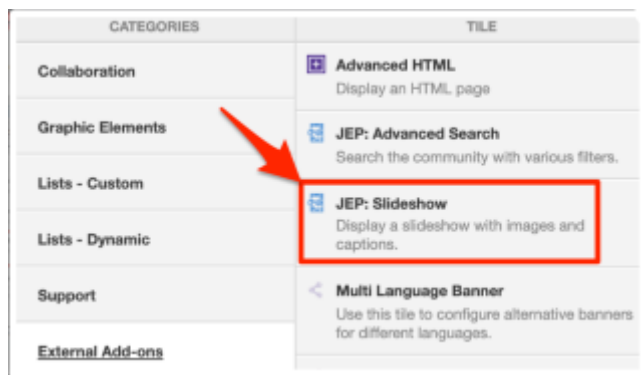 CATEGORIES
TILE
Collaboration
Graphic Elements
Lists - Custom
Lists - Dynamic
Support
External Add-ons
Advanced HTML
Display an HTML page
JEP: Advanced Search
Search the community with various filters.
JEP: Slideshow
Display a slideshow with images and
captions.
Multi Language Banner
Use this tile to configure alternative banners
for different languages.